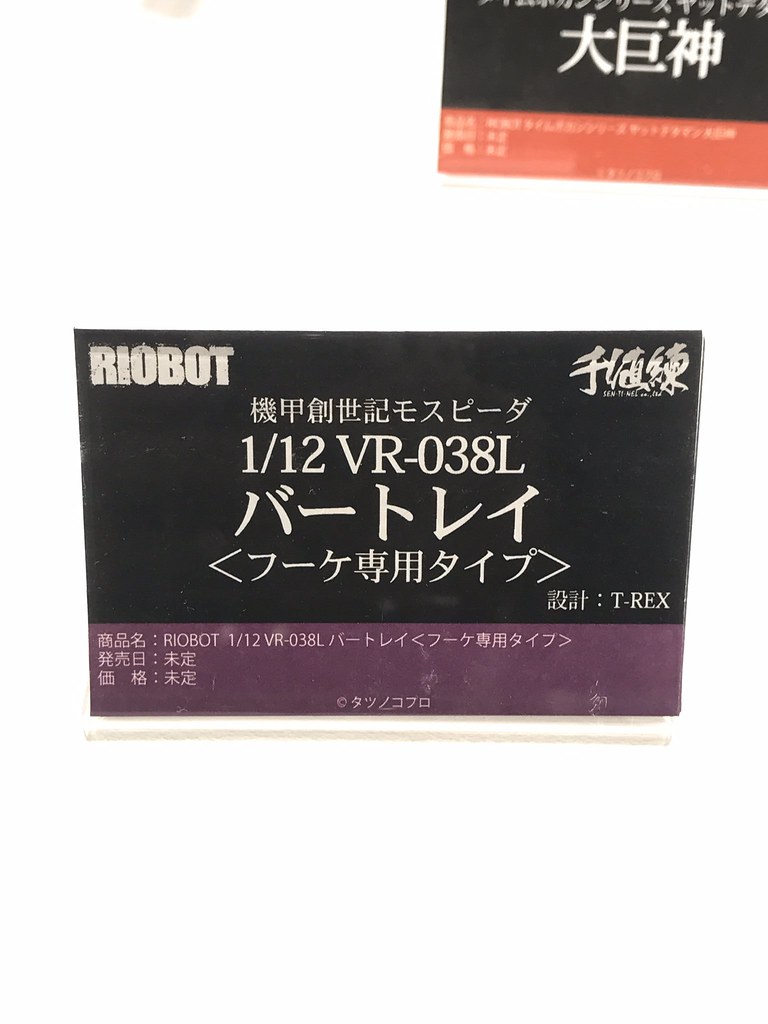 大巨神
RIOBOT
千値練
SEN-TI-NEL co.,ltd
機甲創世記モスピーダ
1/12 VR-038L
バートレイ
<フーケ専用タイプ>
設計：T-REX
商品名：RIOBOT 1/12 VR-038L バートレイ<フーケ専用タイプ>
発売日：未定
価　格：未定
© タツノコプロ